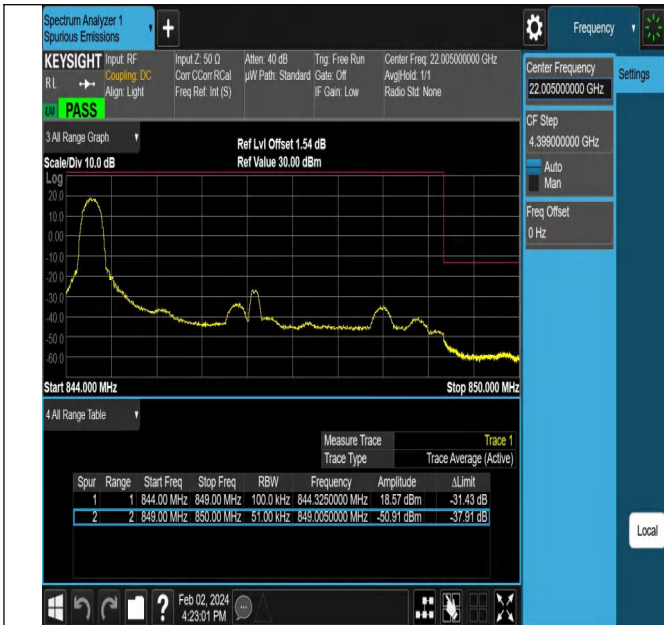 Spectrum Analyzer 1
Spurious Emissions
Frequency
KEYSIGHT
Input: RF
Coupling: DC
Align: Light
Input Z: 50 Ω
Corr CCorr RCal
Freq Ref: Int (S)
Atten: 40 dB
µW Path: Standard
Trig: Free Run
Gate: Off
IF Gain: Low
Center Freq: 22.005000000 GHz
Avg|Hold: 1/1
Radio Std: None
RL
PASS
Center Frequency
22.005000000 GHz
Settings
CF Step
4.399000000 GHz
Auto
Man
Freq Offset
0 Hz
3 All Range Graph
Scale/Div 10.0 dB
Ref Lvl Offset 1.54 dB
Ref Value 30.00 dBm
Log
20.0
10.0
0.00
-10.0
-20.0
-30.0
-40.0
-50.0
-60.0
Start 844.000 MHz
Stop 850.000 MHz
4 All Range Table
Measure Trace Trace 1
Trace Type Trace Average (Active)
Spur Range Start Freq Stop Freq RBW Frequency Amplitude ΔLimit
1 1 844.00 MHz 849.00 MHz 100.0 kHz 844.3250000 MHz 18.57 dBm -31.43 dB
2 2 849.00 MHz 850.00 MHz 51.00 kHz 849.0050000 MHz -50.91 dBm -37.91 dB
Local
?
Feb 02, 2024
4:23:01 PM